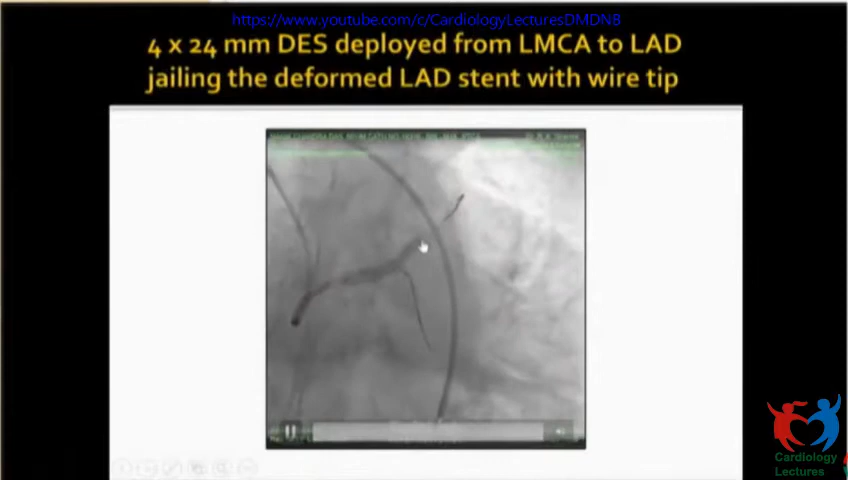 https://www.youtube.com/c/CardiologyLecturesDMDNB
4 x 24 mm DES deployed from LMCA to LAD
jailing the deformed LAD stent with wire tip
Cardiology
Lectures